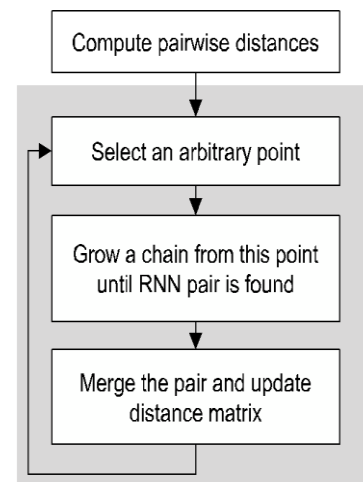 Compute pairwise distances
Select an arbitrary point
Grow a chain from this point
until RNN pair is found
Merge the pair and update
distance matrix